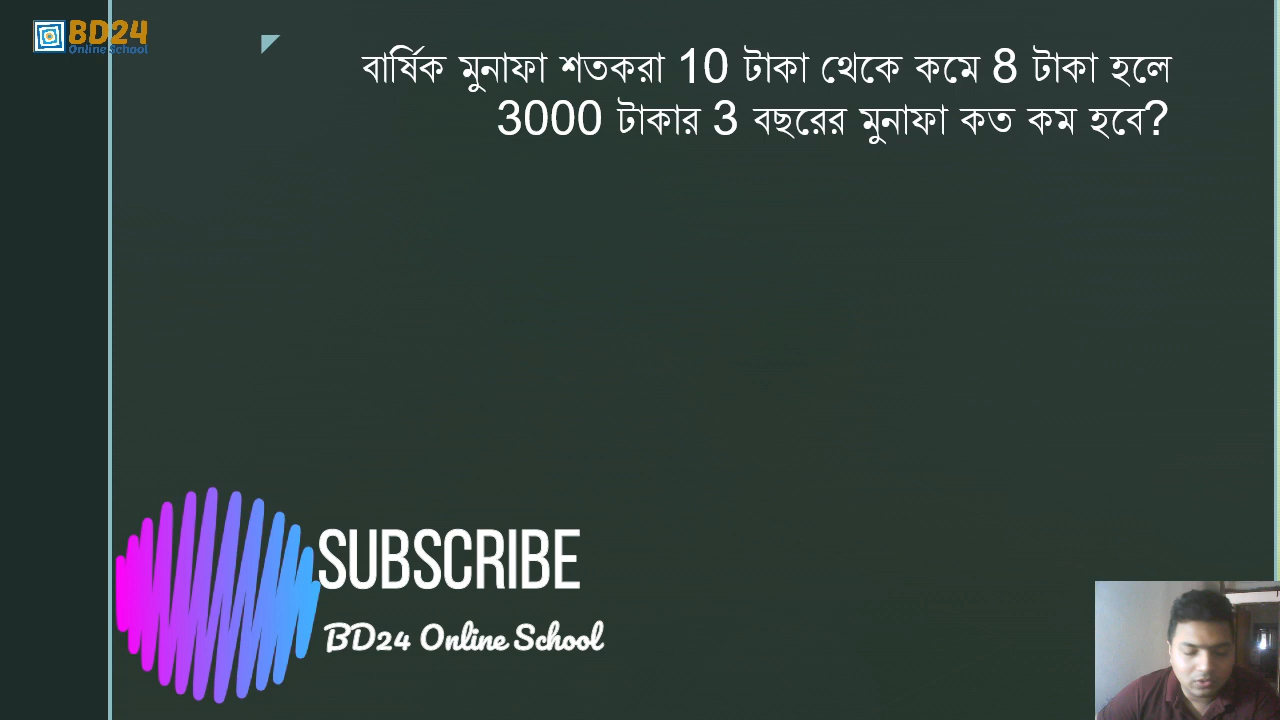 BD24
Online School
বার্ষিক মুনাফা শতকরা 10 টাকা থেকে কমে 8 টাকা হলে
3000 টাকার 3 বছরের মুনাফা কত কম হবে?
SUBSCRIBE
BD24 Online School